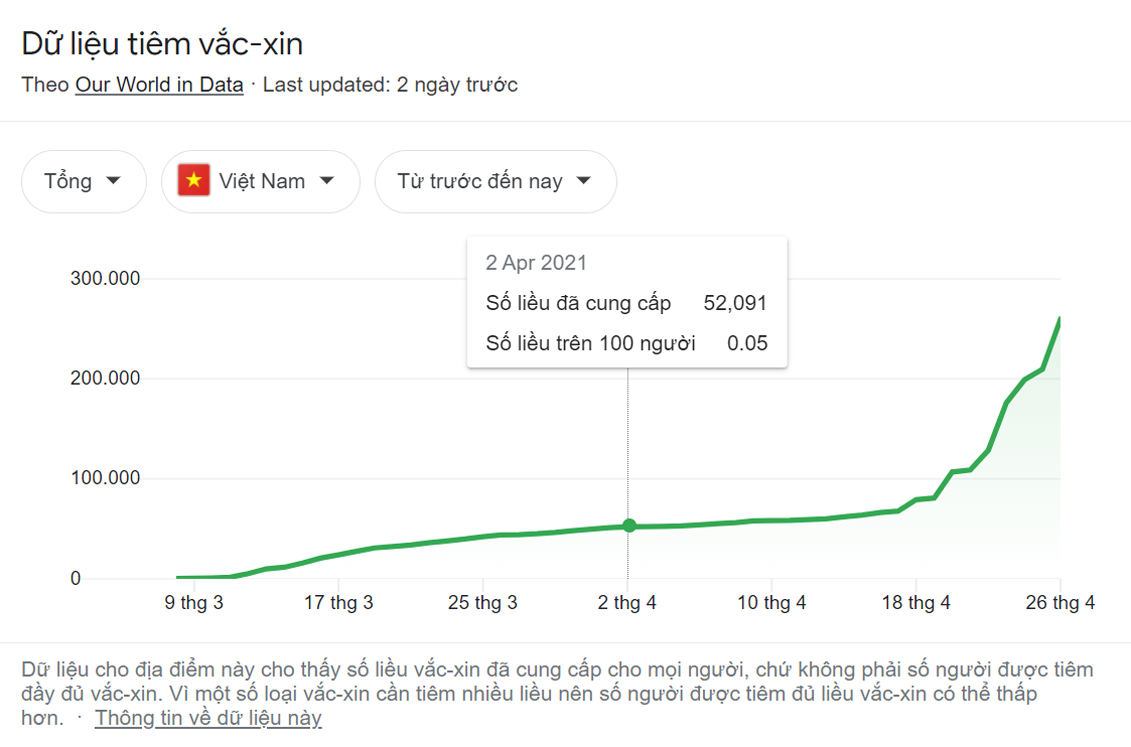 Dữ liệu tiêm vắc-xin
Theo Our World in Data · Last updated: 2 ngày trước
Tổng Việt Nam Từ trước đến nay
2 Apr 2021
Số liều đã cung cấp 52,091
Số liều trên 100 người 0.05
300.000
200.000
100.000
0
9 thg 3 17 thg 3 25 thg 3 2 thg 4 10 thg 4 18 thg 4 26 thg 4
Dữ liệu cho địa điểm này cho thấy số liều vắc-xin đã cung cấp cho mọi người, chứ không phải số người được tiêm
đầy đủ vắc-xin. Vì một số loại vắc-xin cần tiêm nhiều liều nên số người được tiêm đủ liều vắc-xin có thể thấp
hơn. · Thông tin về dữ liệu này